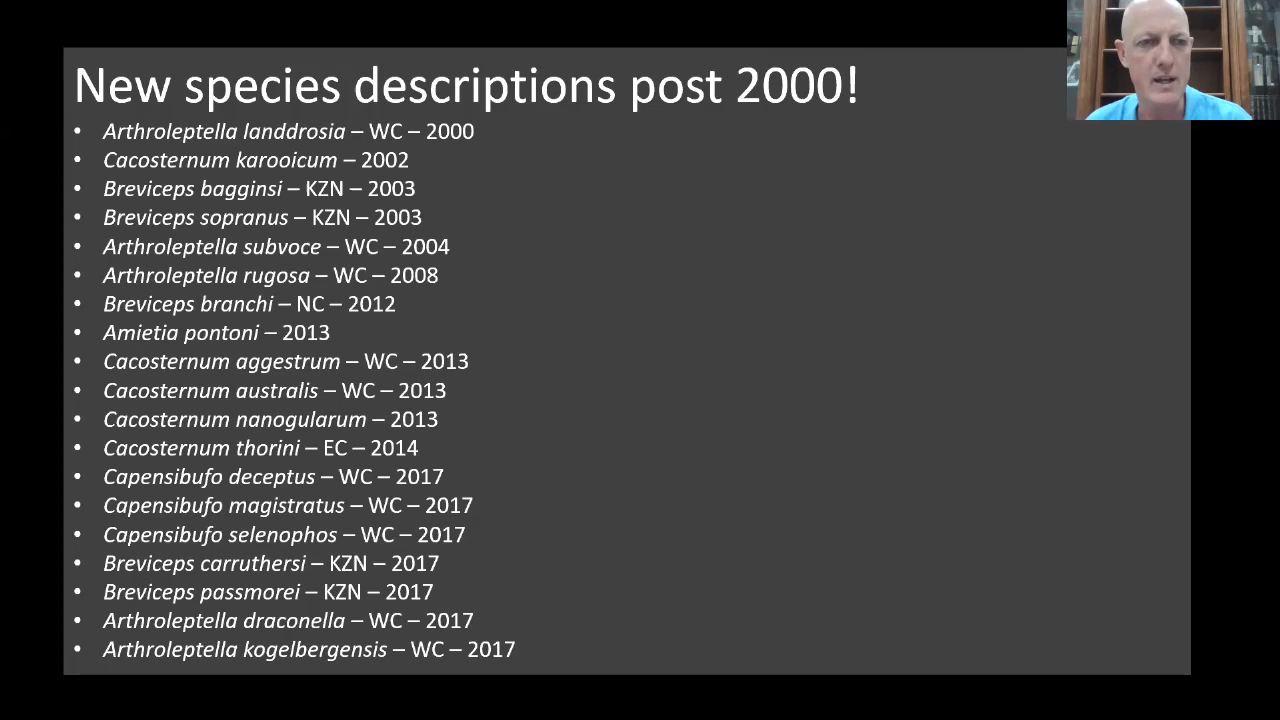 New species descriptions post 2000!
• Arthroleptella landdrosia – WC – 2000
• Cacosternum karooicum – 2002
• Breviceps bagginsi – KZN – 2003
• Breviceps sopranus – KZN – 2003
• Arthroleptella subvoce – WC – 2004
• Arthroleptella rugosa – WC – 2008
• Breviceps branchi – NC – 2012
• Amietia pontoni – 2013
• Cacosternum aggestrum – WC – 2013
• Cacosternum australis – WC – 2013
• Cacosternum nanogularum – 2013
• Cacosternum thorini – EC – 2014
• Capensibufo deceptus – WC – 2017
• Capensibufo magistratus – WC – 2017
• Capensibufo selenophos – WC – 2017
• Breviceps carruthersi – KZN – 2017
• Breviceps passmorei – KZN – 2017
• Arthroleptella draconella – WC – 2017
• Arthroleptella kogelbergensis – WC – 2017